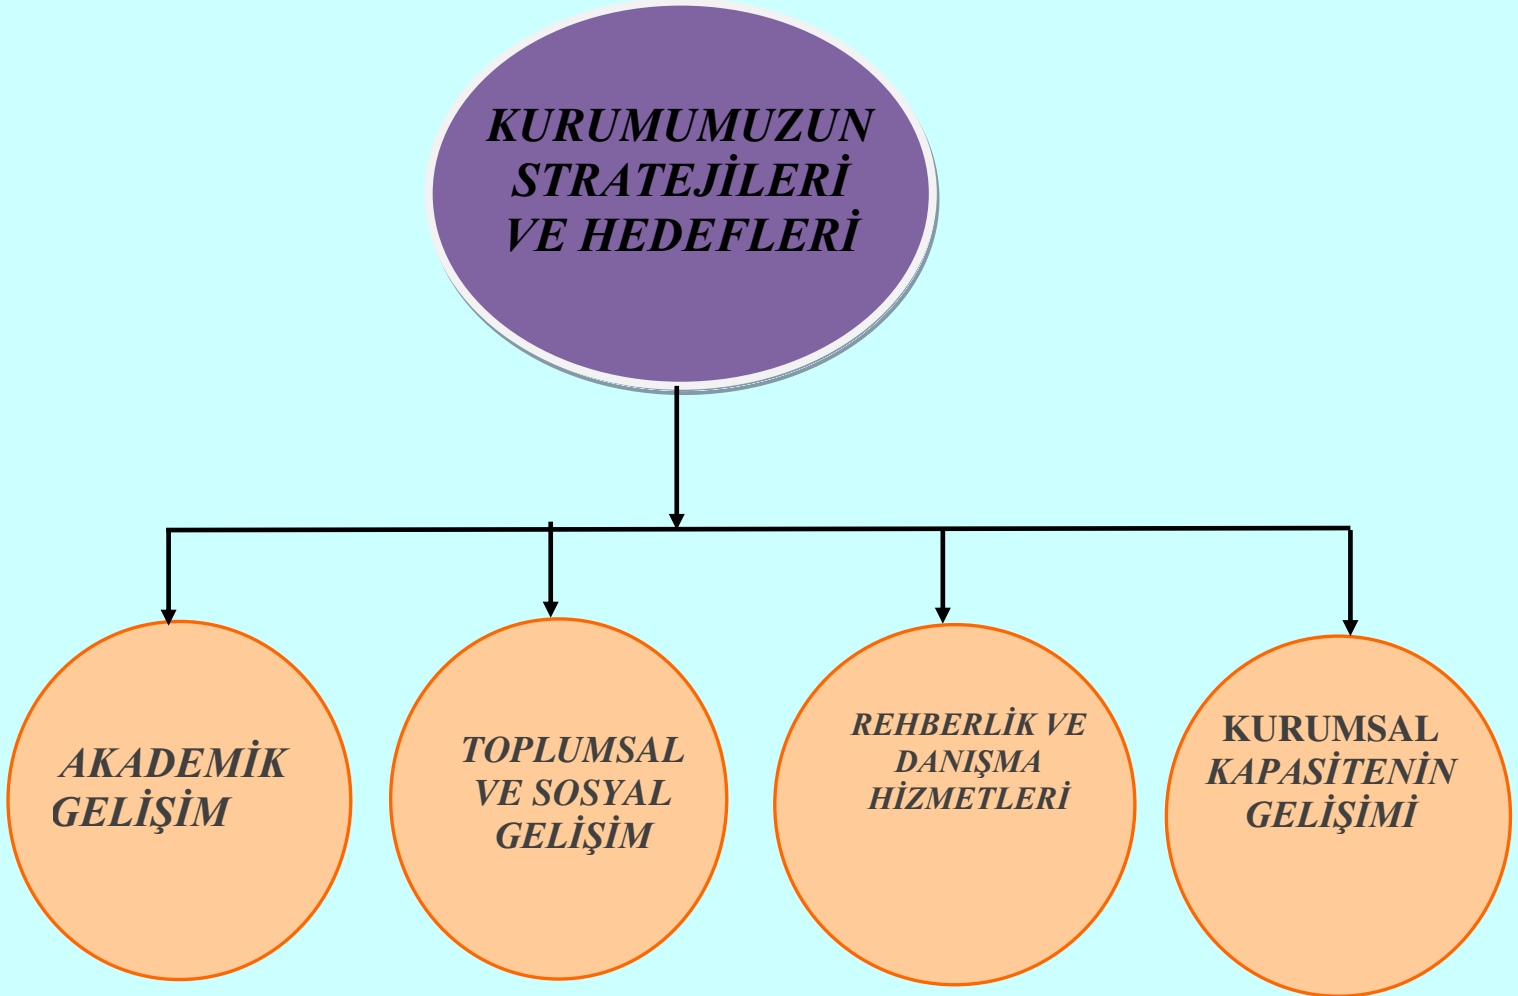 KURUMUMUZUN
STRATEJİLERİ
VE HEDEFLERİ
AKADEMİK
GELİŞİM
TOPLUMSAL
VE SOSYAL
GELİŞİM
REHBERLİK VE
DANIŞMA
HİZMETLERİ
KURUMSAL
KAPASİTENİN
GELİŞİMİ